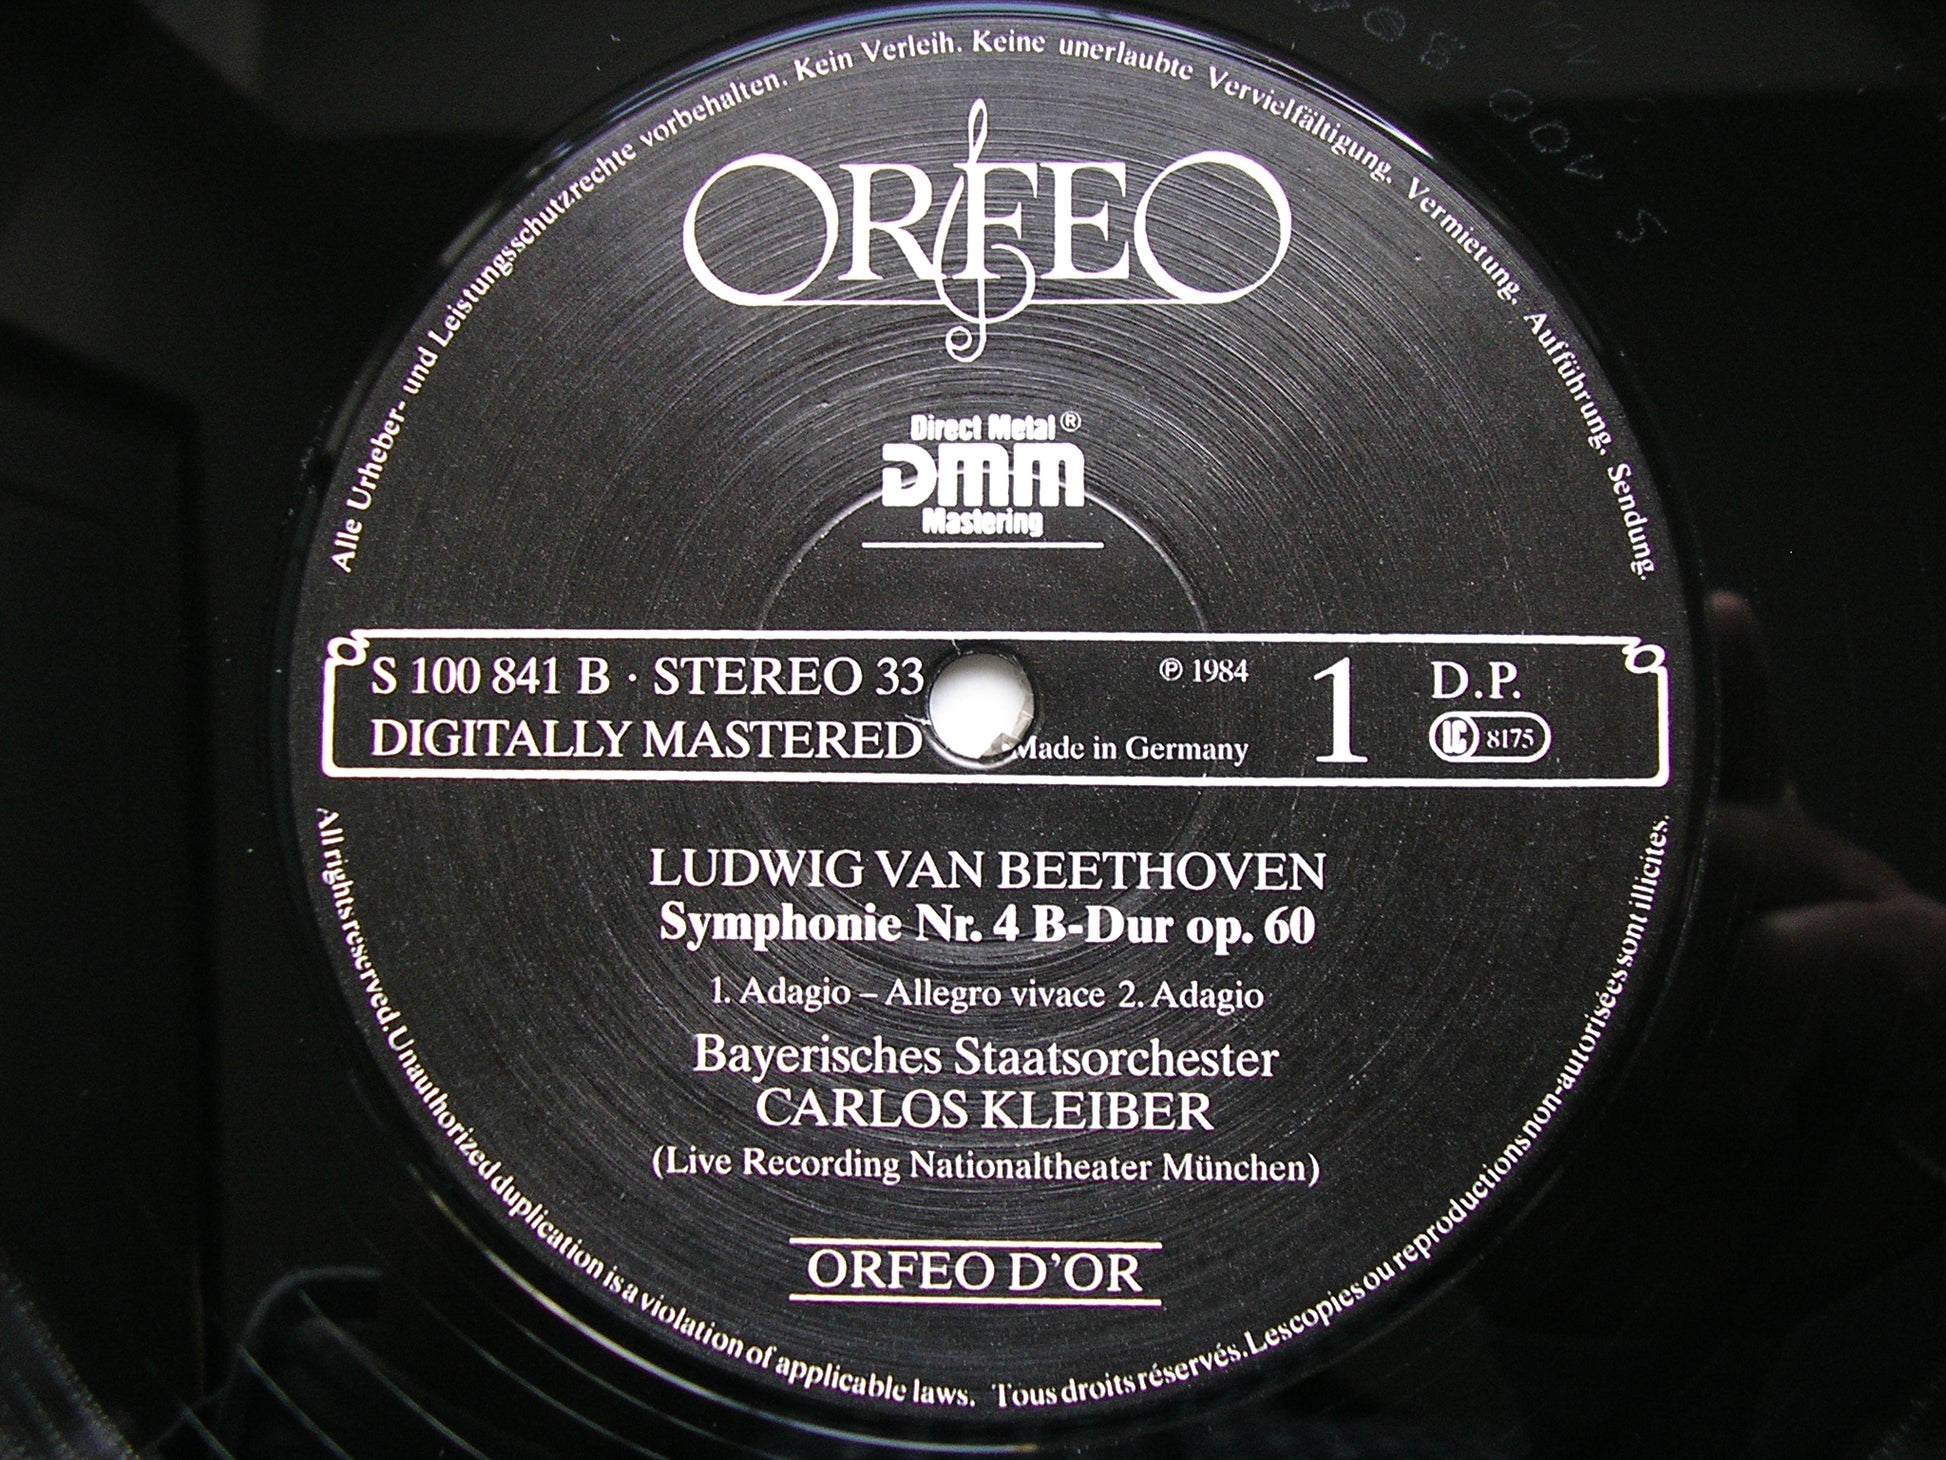 Alle Urheber- und Leistungsschutzrechte vorbehalten. Kein Verleih. Keine unerlaubte Vervielfältigung, Vermietung, Aufführung, Sendung.
ORFEO
Direct Metal ®
DMM
Mastering
S 100 841 B · STEREO 33
DIGITALLY MASTERED
℗ 1984
Made in Germany
1
D.P.
LC 8175
LUDWIG VAN BEETHOVEN
Symphonie Nr. 4 B-Dur op. 60
1. Adagio – Allegro vivace 2. Adagio
Bayerisches Staatsorchester
CARLOS KLEIBER
(Live Recording Nationaltheater München)
ORFEO D'OR
All rights reserved. Unauthorized duplication is a violation of applicable laws. Tous droits réservés. Les copies ou reproductions non-autorisées sont illicites.